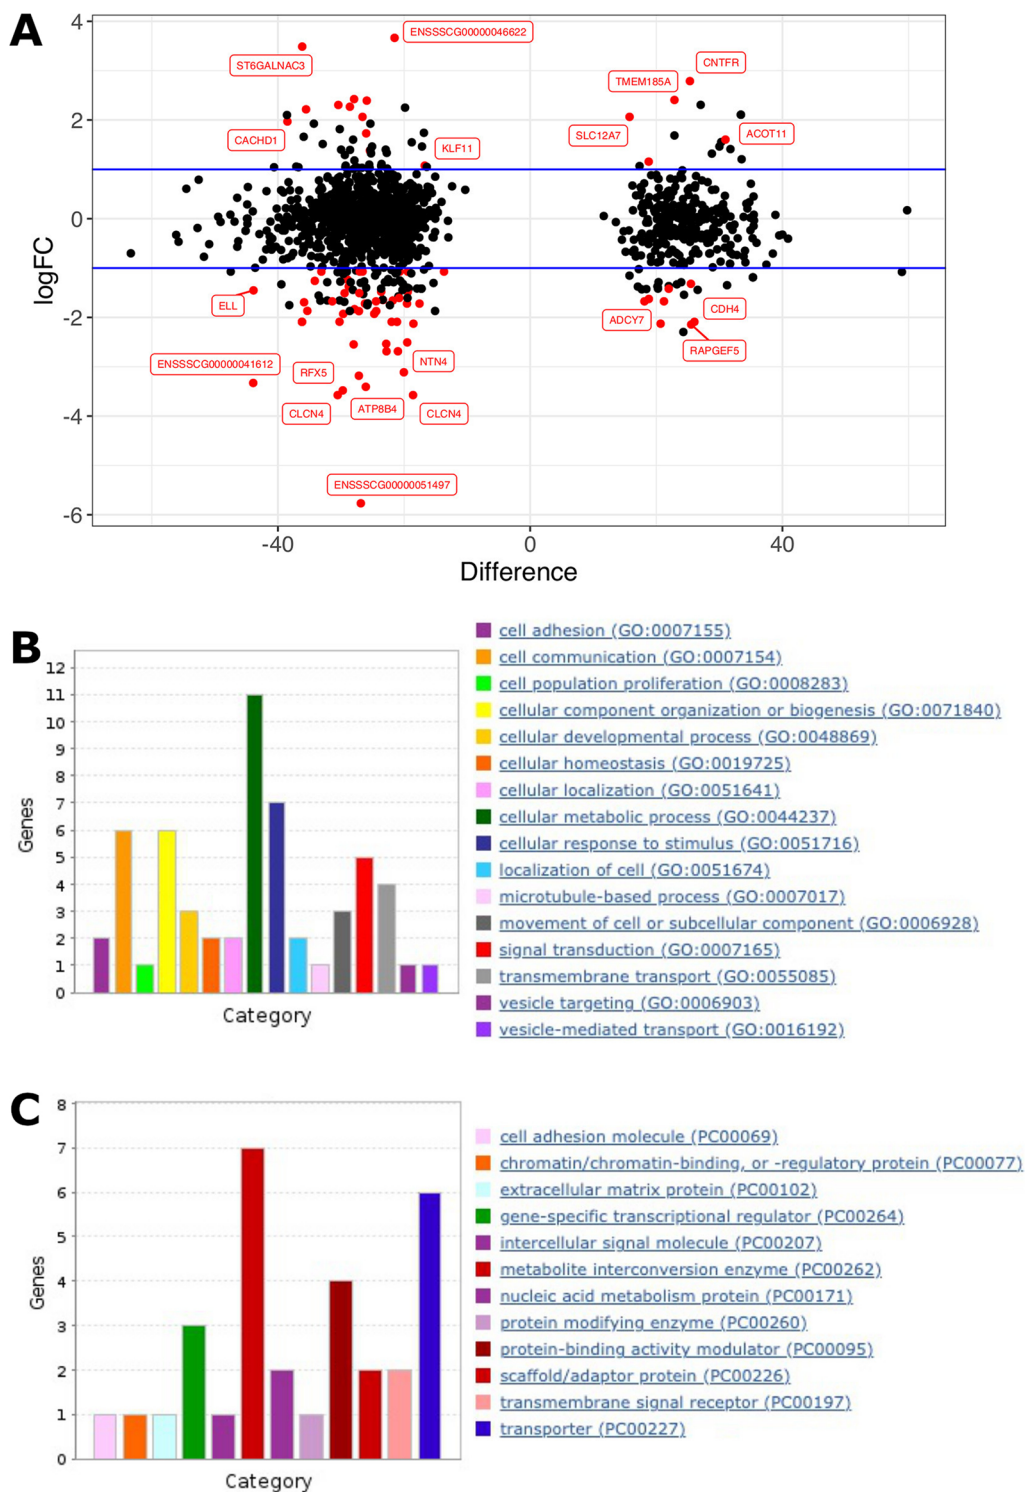 A
4
2
0
-2
-4
-6
logFC
ENSSSCG00000046622
ST6GALNAC3
CNTFR
TMEM185A
SLC12A7
ACOT11
CACHD1
KLF11
ELL
ADCY7
CDH4
RAPGEF5
ENSSSCG00000041612
RFX5
NTN4
CLCN4
ATP8B4
CLCN4
ENSSSCG00000051497
-40
0
40
Difference
B
12
11
10
9
8
7
6
5
4
3
2
1
0
Genes
Category
cell adhesion (GO:0007155)
cell communication (GO:0007154)
cell population proliferation (GO:0008283)
cellular component organization or biogenesis (GO:0071840)
cellular developmental process (GO:0048869)
cellular homeostasis (GO:0019725)
cellular localization (GO:0051641)
cellular metabolic process (GO:0044237)
cellular response to stimulus (GO:0051716)
localization of cell (GO:0051674)
microtubule-based process (GO:0007017)
movement of cell or subcellular component (GO:0006928)
signal transduction (GO:0007165)
transmembrane transport (GO:0055085)
vesicle targeting (GO:0006903)
vesicle-mediated transport (GO:0016192)
C
8
7
6
5
4
3
2
1
0
Genes
Category
cell adhesion molecule (PC00069)
chromatin/chromatin-binding, or -regulatory protein (PC00077)
extracellular matrix protein (PC00102)
gene-specific transcriptional regulator (PC00264)
intercellular signal molecule (PC00207)
metabolite interconversion enzyme (PC00262)
nucleic acid metabolism protein (PC00171)
protein modifying enzyme (PC00260)
protein-binding activity modulator (PC00095)
scaffold/adaptor protein (PC00226)
transmembrane signal receptor (PC00197)
transporter (PC00227)